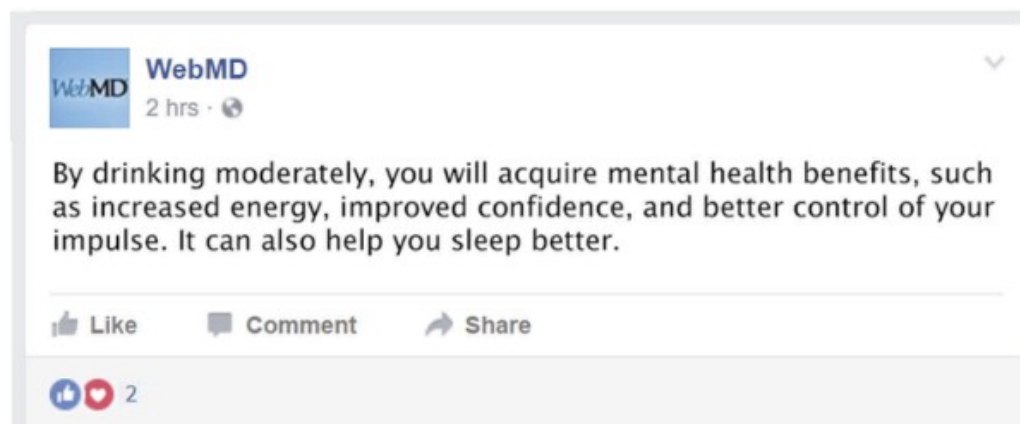 WebMD
WebMD
2 hrs ·
By drinking moderately, you will acquire mental health benefits, such
as increased energy, improved confidence, and better control of your
impulse. It can also help you sleep better.
Like Comment Share
2